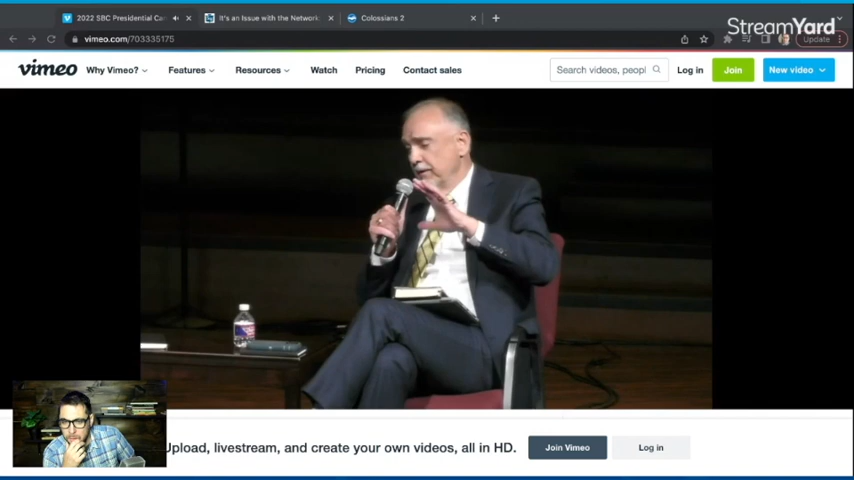 2022 SBC Presidential Can
It's an Issue with the Network
Colossians 2
StreamYard
vimeo.com/703335175
Update
vimeo
Why Vimeo?
Features
Resources
Watch
Pricing
Contact sales
Search videos, peopl
Log in
Join
New video
Upload, livestream, and create your own videos, all in HD.
Join Vimeo
Log in